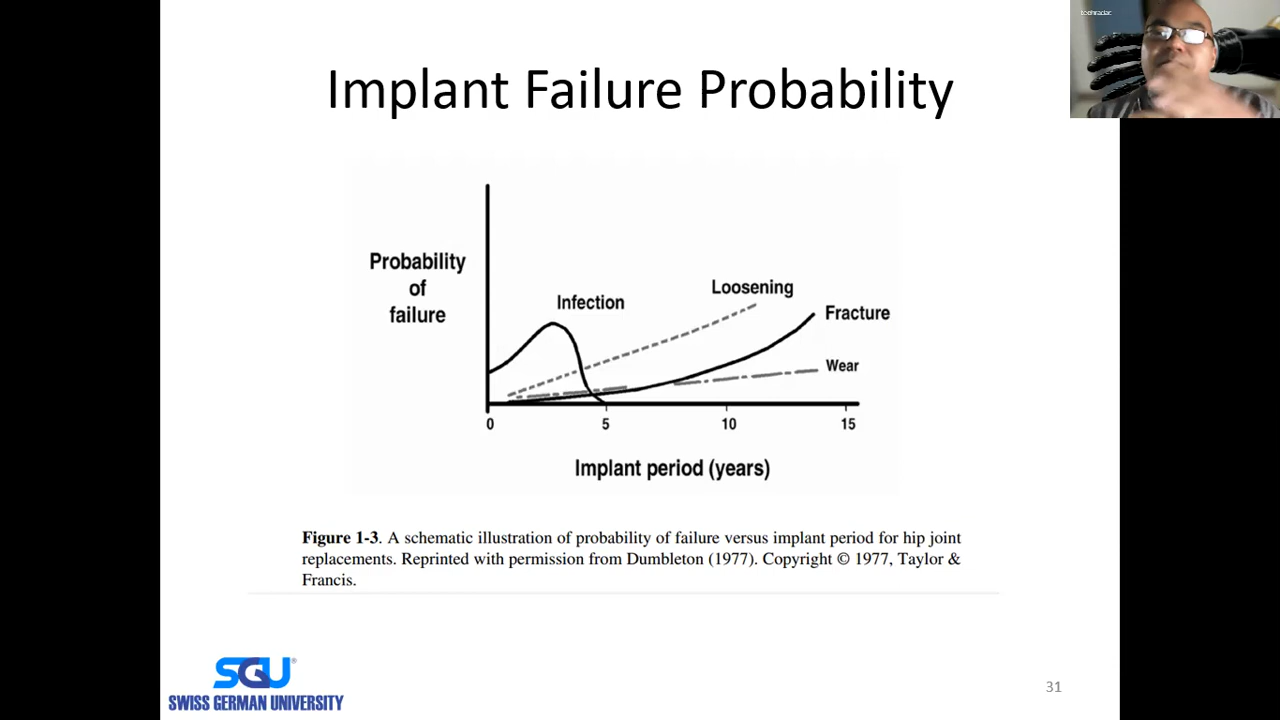 techradar
Implant Failure Probability
Probability
of
failure
Infection
Loosening
Fracture
Wear
0
5
10
15
Implant period (years)
Figure 1-3. A schematic illustration of probability of failure versus implant period for hip joint
replacements. Reprinted with permission from Dumbleton (1977). Copyright © 1977, Taylor &
Francis.
SGU®
SWISS GERMAN UNIVERSITY
31